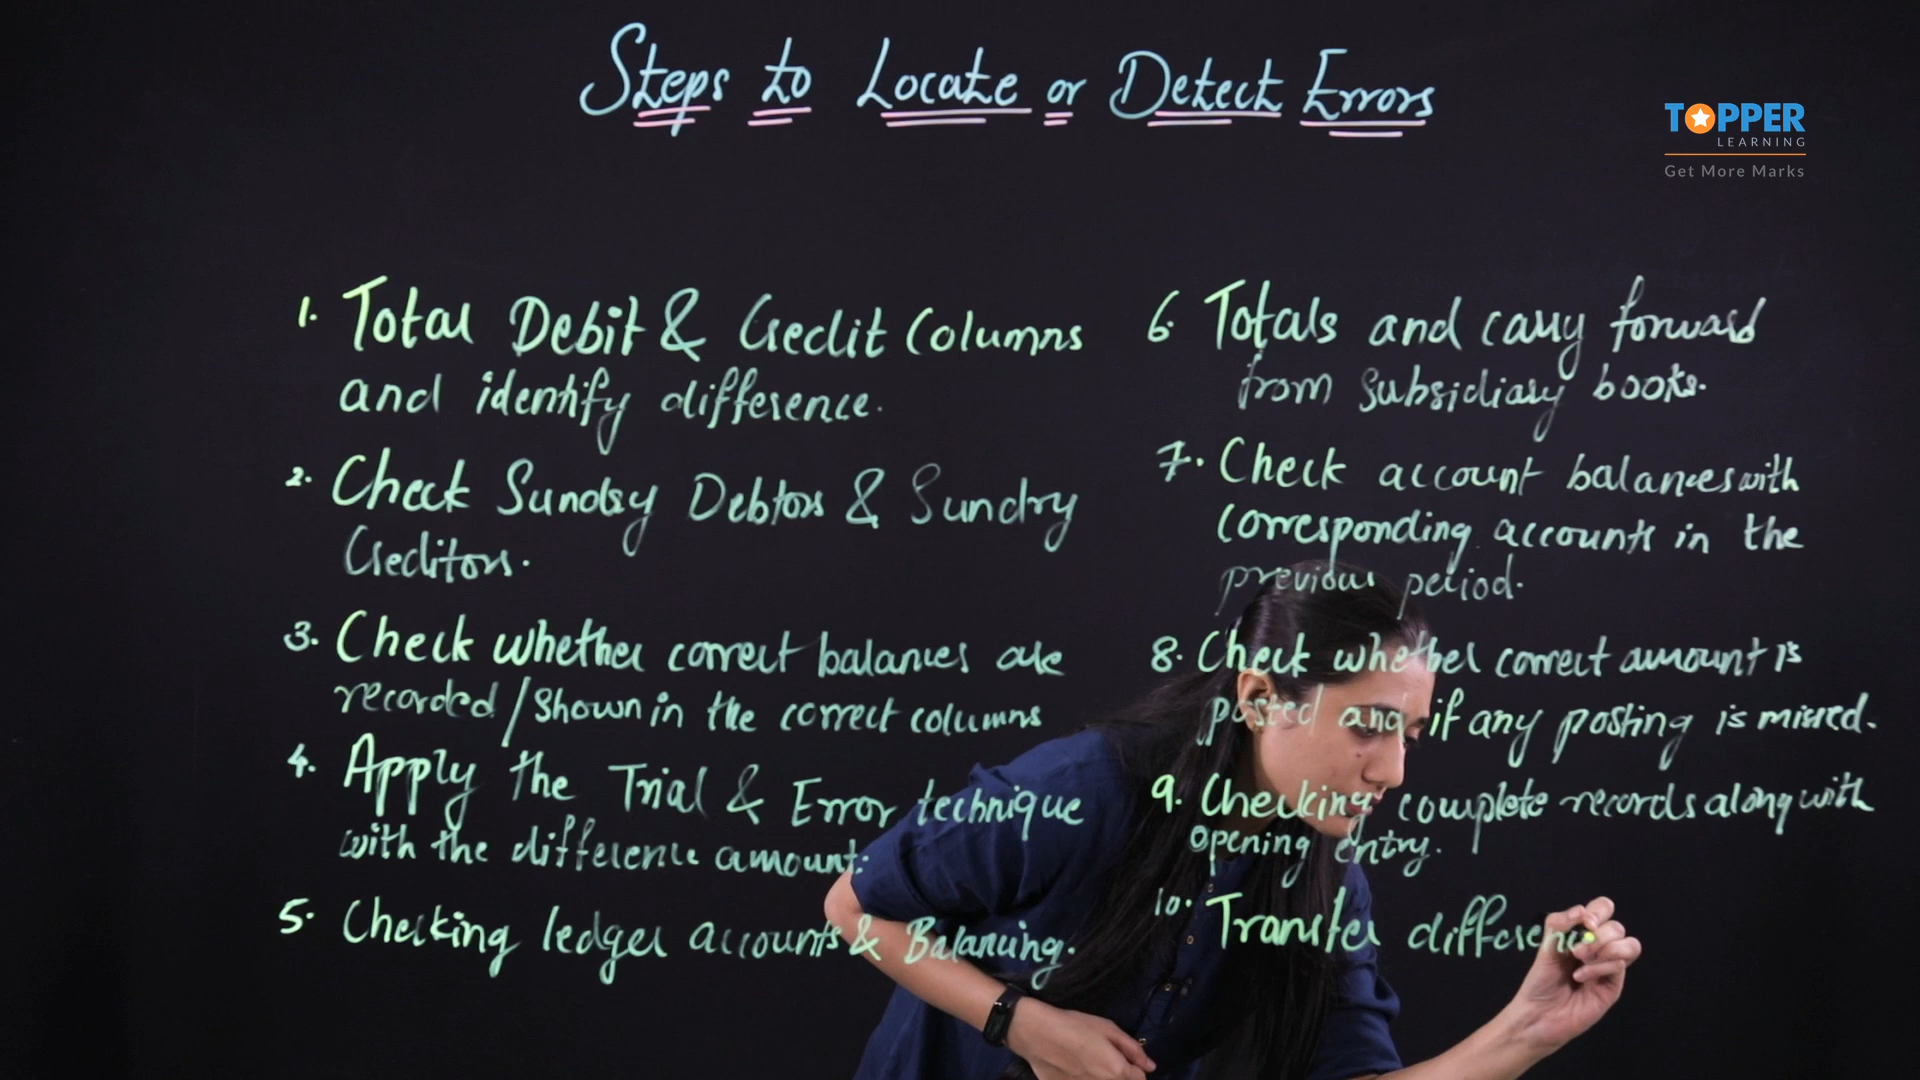 Steps to Locate or Detect Errors
TOPPER
LEARNING
Get More Marks
1. Total Debit & Credit Columns
and identify difference.
2. Check Sundry Debtors & Sundry
Creditors.
3. Check whether correct balances are
recorded/shown in the correct columns
4. Apply the Trial & Error technique
with the difference amount.
5. Checking ledger accounts & Balancing.
6. Totals and carry forward
from subsidiary books.
7. Check account balances with
corresponding accounts in the
previous period.
8. Check whether correct amount is
posted and if any posting is missed.
9. Checking complete records along with
opening entry.
10. Transfer differenc